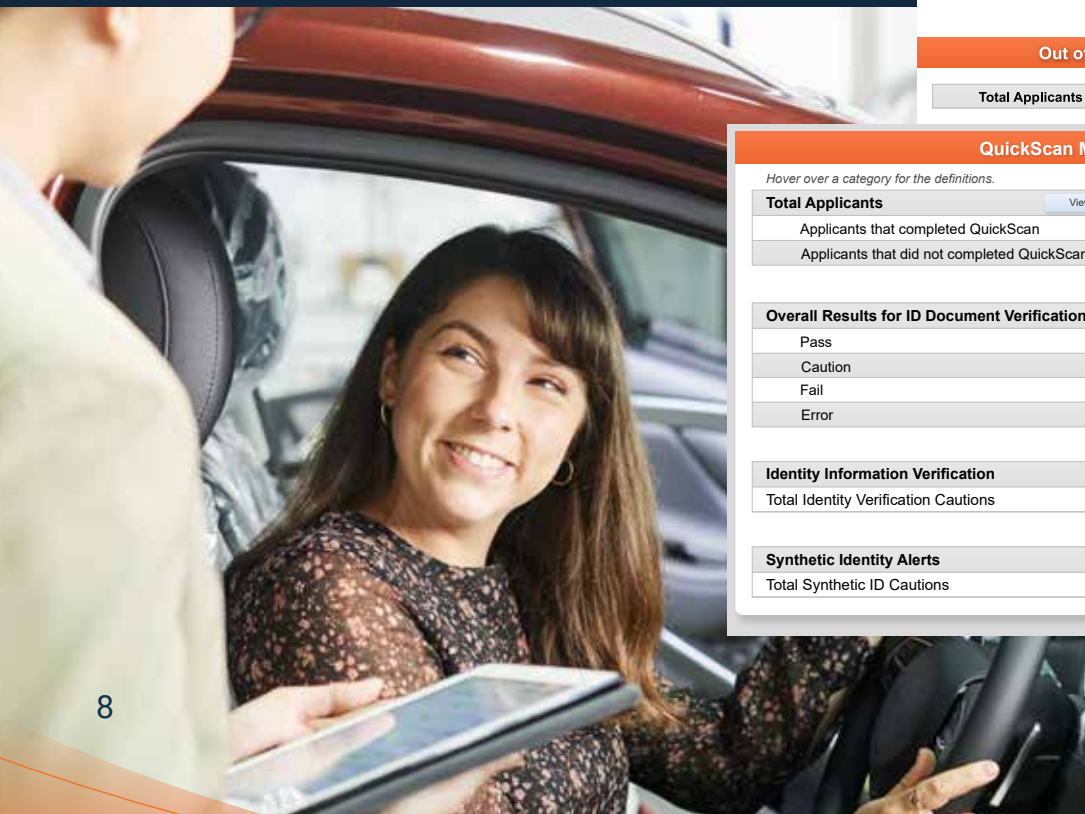 Out of
Total Applicants
QuickScan
Hover over a category for the definitions.
Total Applicants
Applicants that completed QuickScan
Applicants that did not completed QuickScan
Overall Results for ID Document Verification
Pass
Caution
Fail
Error
Identity Information Verification
Total Identity Verification Cautions
Synthetic Identity Alerts
Total Synthetic ID Cautions
8